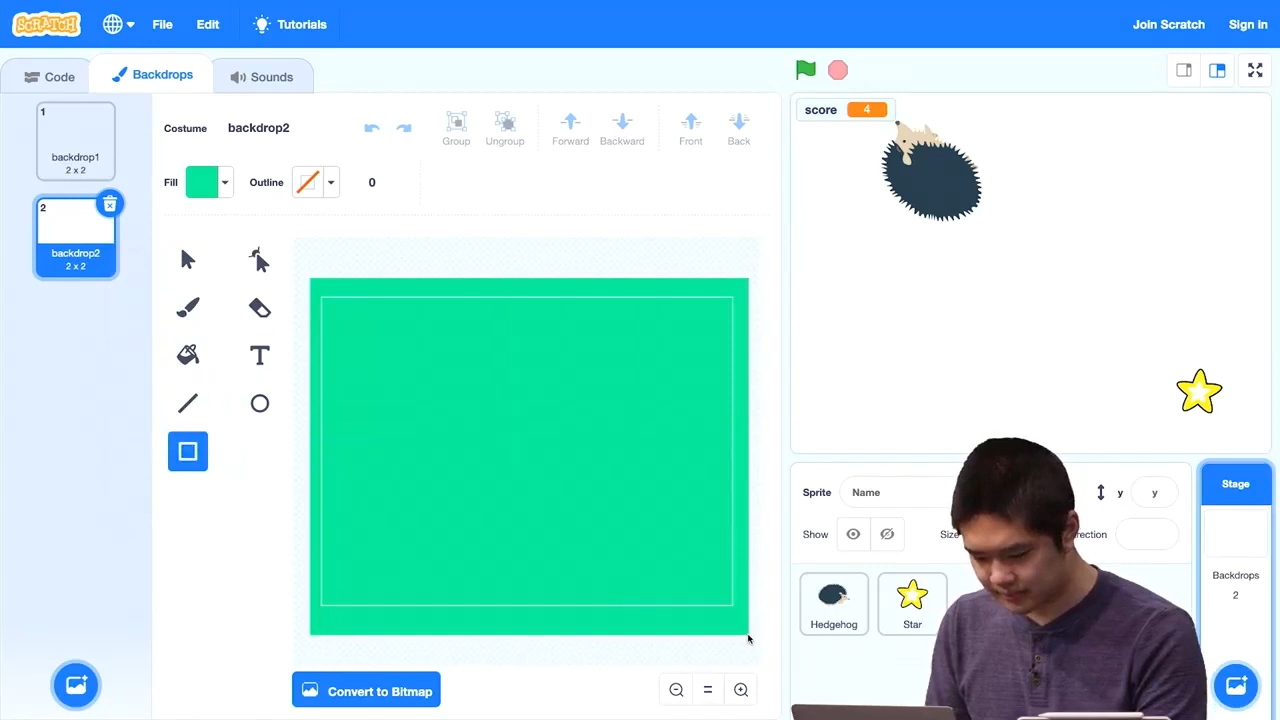 SCRATCH
File
Edit
Tutorials
Join Scratch
Sign in
Code
Backdrops
Sounds
1
backdrop1
2 x 2
2
backdrop2
2 x 2
Costume
backdrop2
Group
Ungroup
Forward
Backward
Front
Back
Fill
Outline
0
T
Convert to Bitmap
score 4
Sprite
Name
y
y
Show
Hedgehog
Star
Stage
Backdrops
2